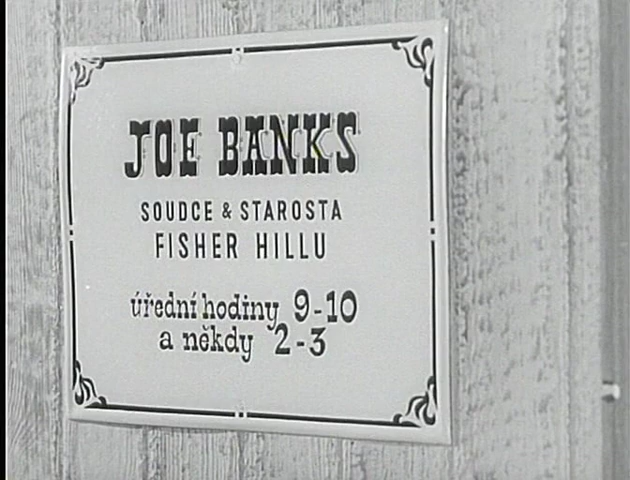 JOE BANKS
SOUDCE & STAROSTA
FISHER HILLU
úřední hodiny 9-10
a někdy 2-3